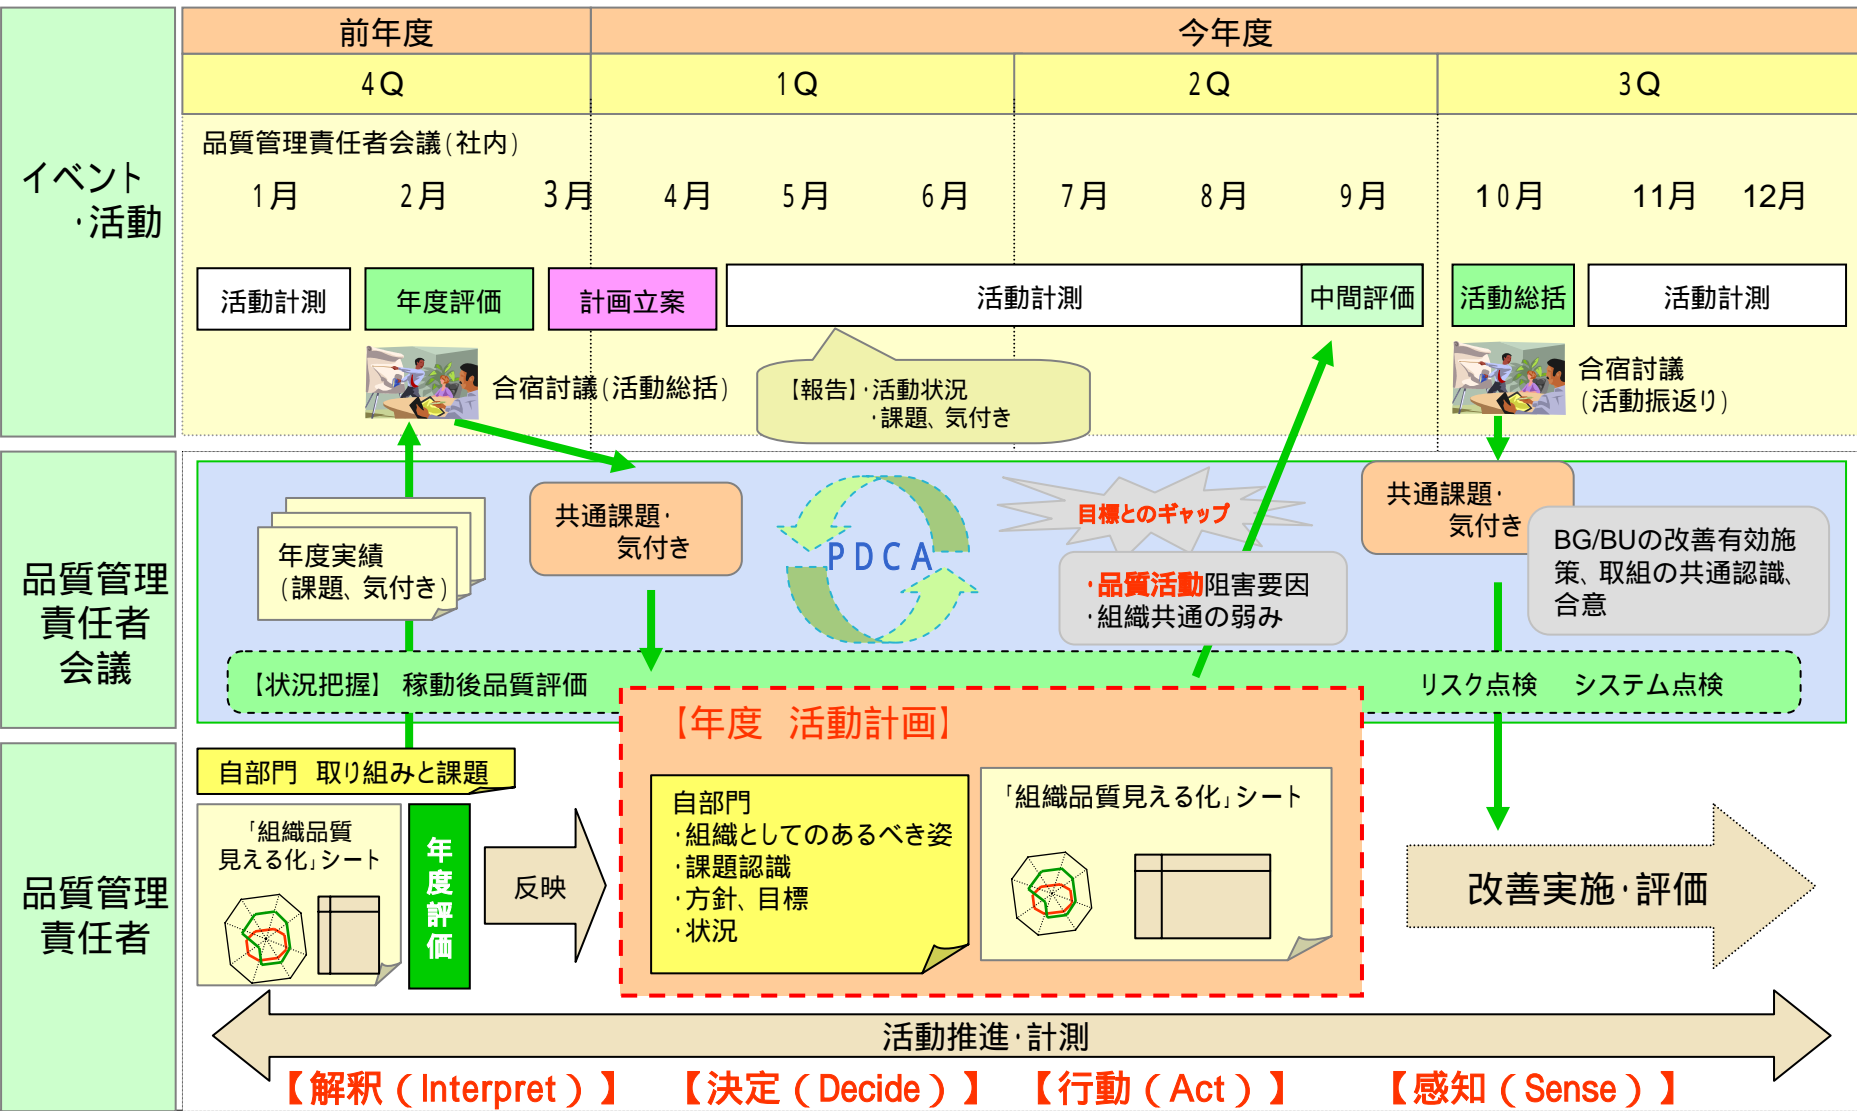 前年度
今年度
4Q
1Q
2Q
3Q
イベント
・活動
品質管理責任者会議(社内)
1月
2月
3月
4月
5月
6月
7月
8月
9月
10月
11月
12月
活動計測
年度評価
計画立案
活動計測
中間評価
活動総括
活動計測
合宿討議(活動総括)
【報告】・活動状況
・課題、気付き
合宿討議
(活動振返り)
品質管理
責任者
会議
年度実績
(課題、気付き)
共通課題・
気付き
PDCA
目標とのギャップ
・品質活動阻害要因
・組織共通の弱み
共通課題・
気付き
BG/BUの改善有効施
策、取組の共通認識、
合意
【状況把握】 稼動後品質評価
リスク点検 システム点検
品質管理
責任者
自部門 取り組みと課題
「組織品質
見える化」シート
年度評価
反映
【年度 活動計画】
自部門
・組織としてのあるべき姿
・課題認識
・方針、目標
・状況
「組織品質見える化」シート
改善実施・評価
活動推進・計測
【解釈(Interpret)】
【決定(Decide)】
【行動(Act)】
【感知(Sense)】